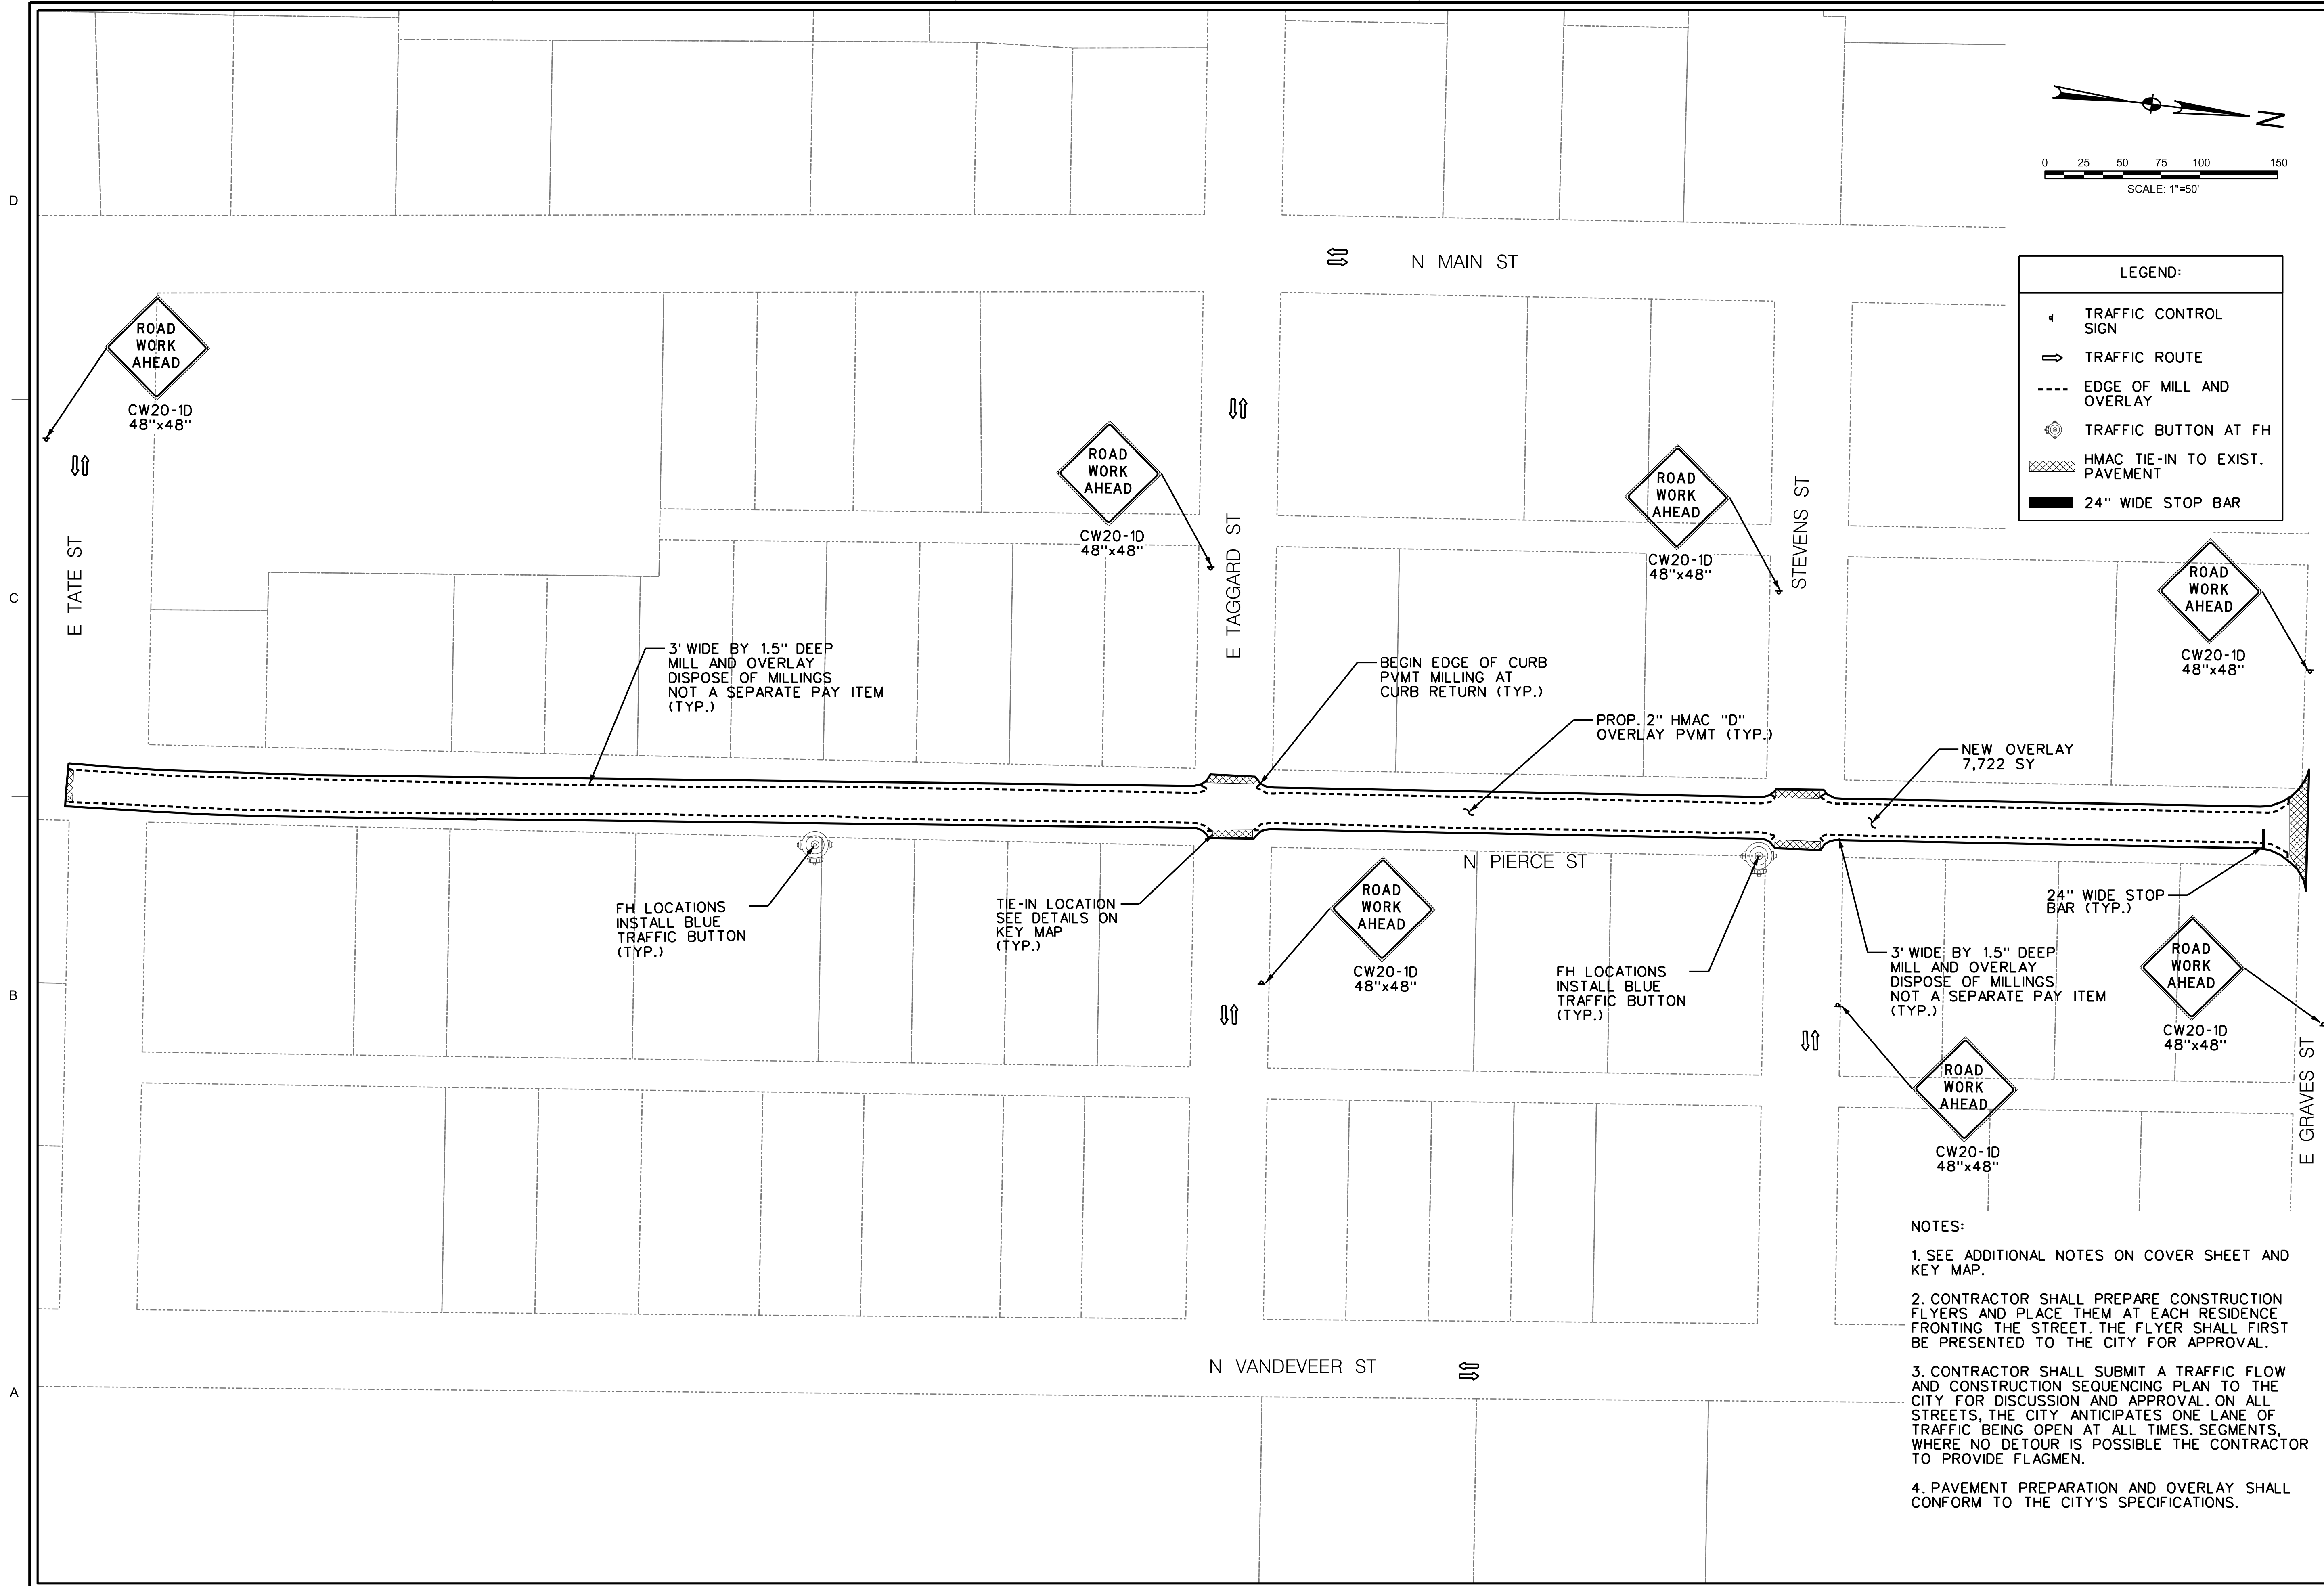 N
0 25 50 75 100 150
SCALE: 1"=50'
D
C
B
A
N MAIN ST
LEGEND:
TRAFFIC CONTROL
SIGN
TRAFFIC ROUTE
EDGE OF MILL AND
OVERLAY
TRAFFIC BUTTON AT FH
HMAC TIE-IN TO EXIST.
PAVEMENT
24" WIDE STOP BAR
ROAD
WORK
AHEAD
CW20-1D
48"x48"
ROAD
WORK
AHEAD
CW20-1D
48"x48"
ROAD
WORK
AHEAD
CW20-1D
48"x48"
ROAD
WORK
AHEAD
CW20-1D
48"x48"
E TATE ST
E TAGGARD ST
STEVENS ST
3' WIDE BY 1.5" DEEP
MILL AND OVERLAY
DISPOSE OF MILLINGS
NOT A SEPARATE PAY ITEM
(TYP.)
BEGIN EDGE OF CURB
PVMT MILLING AT
CURB RETURN (TYP.)
PROP. 2" HMAC "D"
OVERLAY PVMT (TYP.)
NEW OVERLAY
7,722 SY
N PIERCE ST
FH LOCATIONS
INSTALL BLUE
TRAFFIC BUTTON
(TYP.)
TIE-IN LOCATION
SEE DETAILS ON
KEY MAP
(TYP.)
ROAD
WORK
AHEAD
CW20-1D
48"x48"
FH LOCATIONS
INSTALL BLUE
TRAFFIC BUTTON
(TYP.)
24" WIDE STOP
BAR (TYP.)
3' WIDE BY 1.5" DEEP
MILL AND OVERLAY
DISPOSE OF MILLINGS
NOT A SEPARATE PAY ITEM
(TYP.)
ROAD
WORK
AHEAD
CW20-1D
48"x48"
ROAD
WORK
AHEAD
CW20-1D
48"x48"
E GRAVES ST
N VANDEVEER ST
NOTES:
1. SEE ADDITIONAL NOTES ON COVER SHEET AND
KEY MAP.
2. CONTRACTOR SHALL PREPARE CONSTRUCTION
FLYERS AND PLACE THEM AT EACH RESIDENCE
FRONTING THE STREET. THE FLYER SHALL FIRST
BE PRESENTED TO THE CITY FOR APPROVAL.
3. CONTRACTOR SHALL SUBMIT A TRAFFIC FLOW
AND CONSTRUCTION SEQUENCING PLAN TO THE
CITY FOR DISCUSSION AND APPROVAL. ON ALL
STREETS, THE CITY ANTICIPATES ONE LANE OF
TRAFFIC BEING OPEN AT ALL TIMES. SEGMENTS,
WHERE NO DETOUR IS POSSIBLE THE CONTRACTOR
TO PROVIDE FLAGMEN.
4. PAVEMENT PREPARATION AND OVERLAY SHALL
CONFORM TO THE CITY'S SPECIFICATIONS.